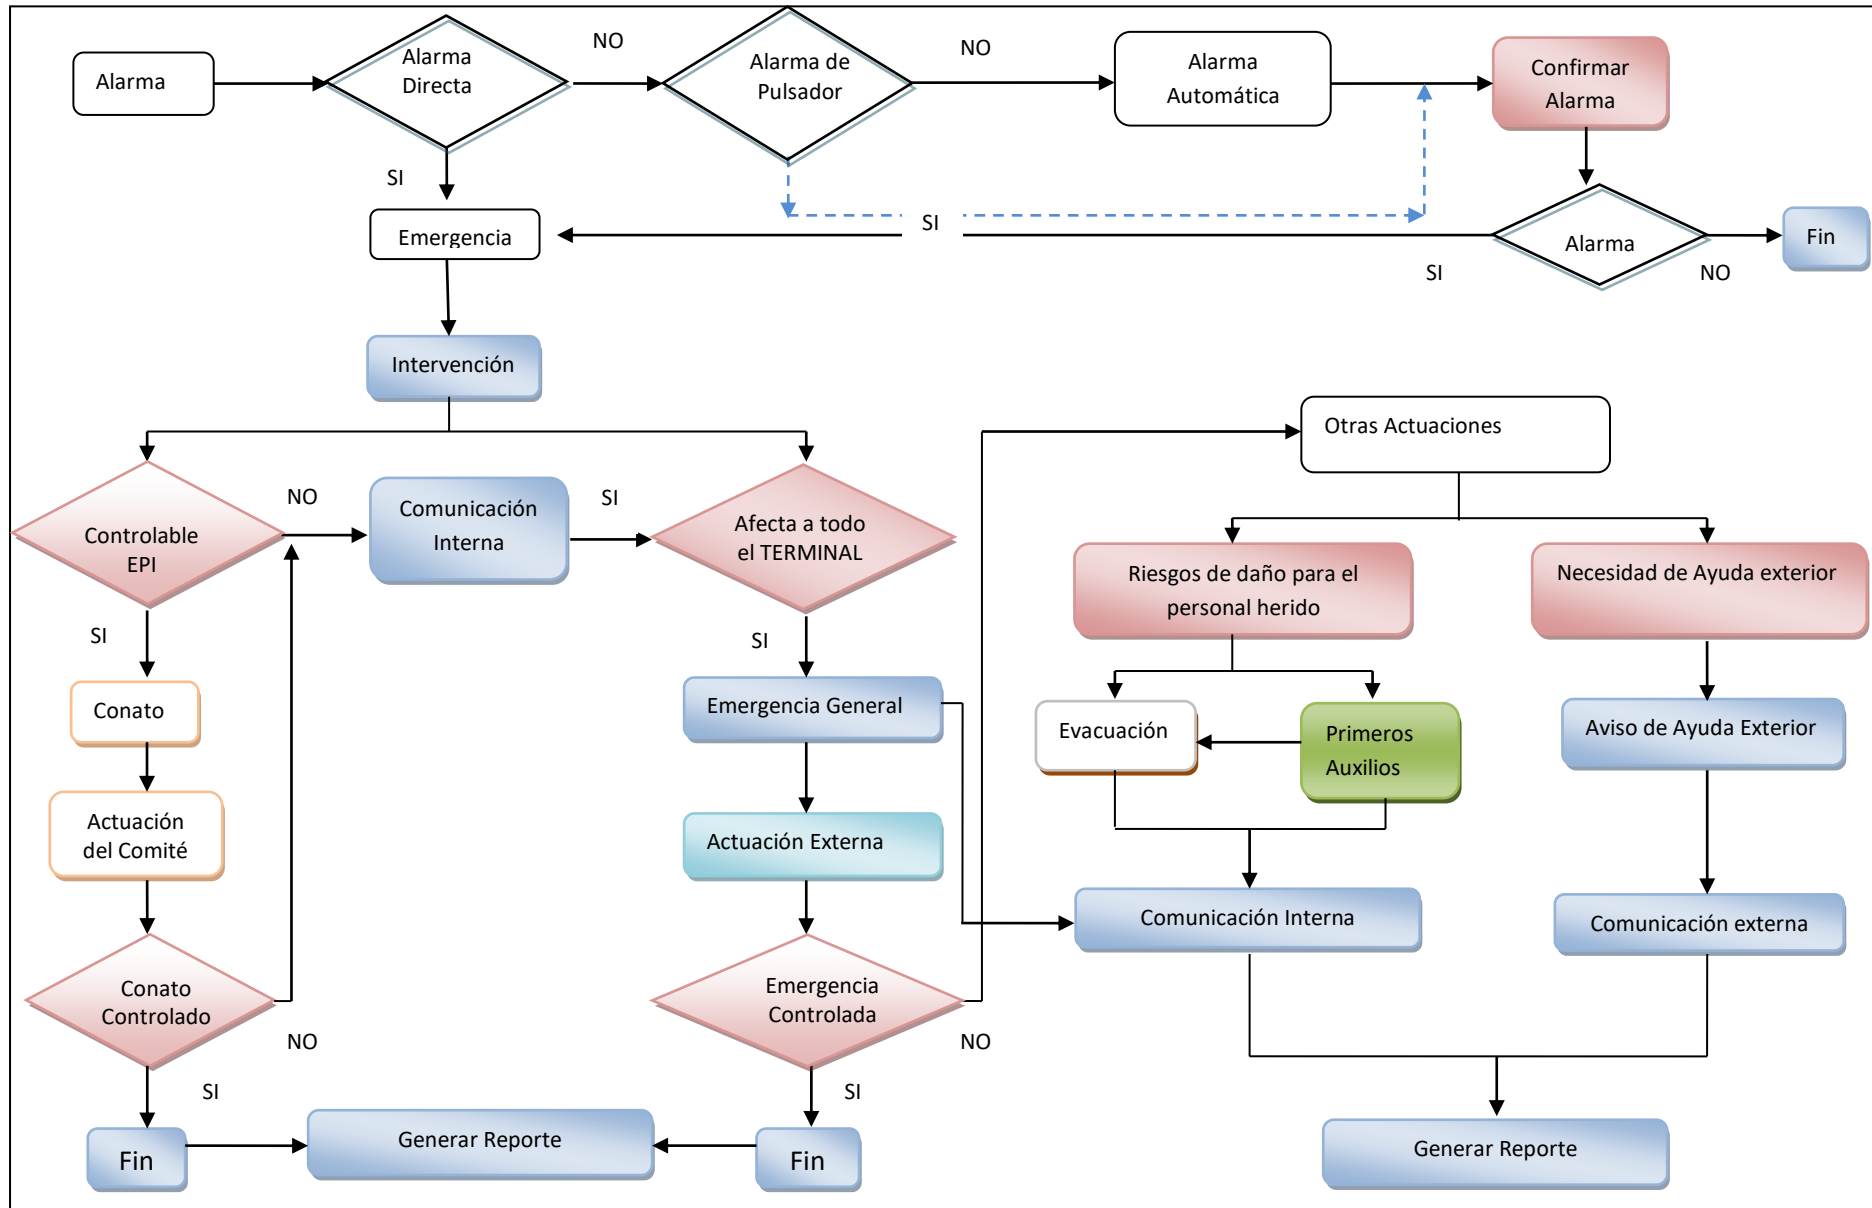 Alarma
Alarma
Directa
NO
Alarma de
Pulsador
NO
Alarma
Automática
Confirmar
Alarma
SI
Emergencia
SI
SI
Alarma
NO
Fin
Intervención
Otras Actuaciones
Controlable
EPI
NO
Comunicación
Interna
SI
Afecta a todo
el TERMINAL
Riesgos de daño para el
personal herido
Necesidad de Ayuda exterior
SI
SI
Conato
Emergencia General
Evacuación
Primeros
Auxilios
Aviso de Ayuda Exterior
Actuación
del Comité
Actuación Externa
Comunicación Interna
Comunicación externa
Conato
Controlado
NO
Emergencia
Controlada
NO
SI
SI
Fin
Generar Reporte
Fin
Generar Reporte